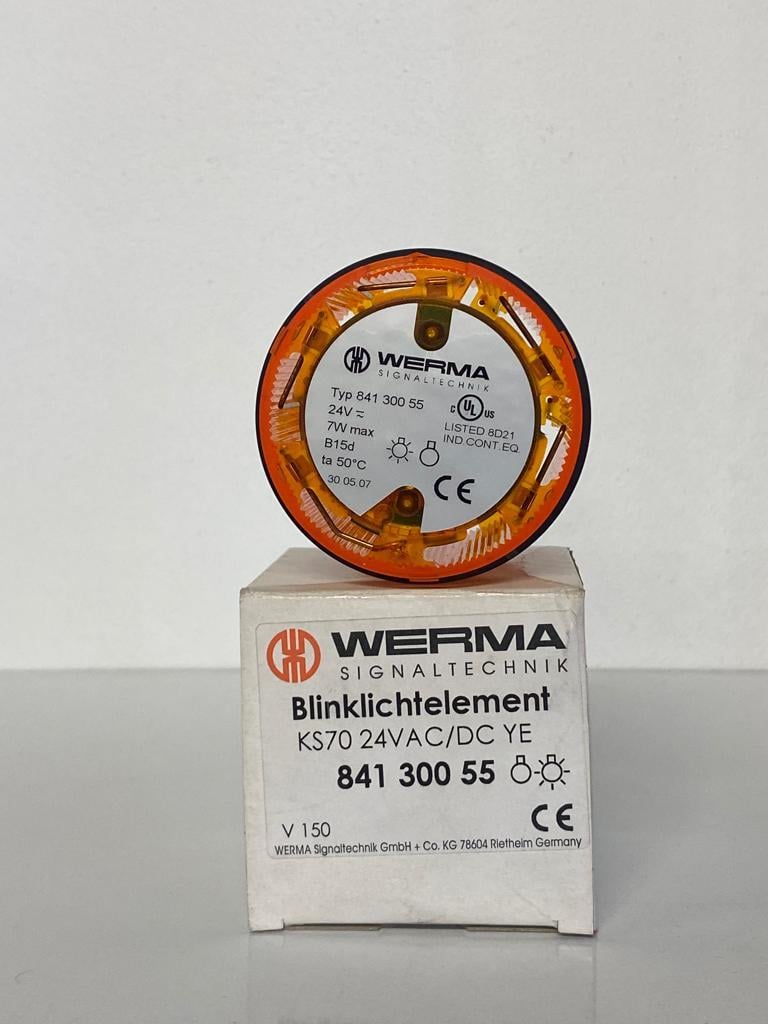 WERMA
SIGNALTECHNIK
Typ 841 300 55
24V
7W max
B15d
ta 50°C
30 05.07
C UL US
LISTED 8D21
IND.CONT.EQ.
CE
WERMA
SIGNALTECHNIK
Blinklichtelement
KS70 24VAC/DC YE
841 300 55
V 150
CE
WERMA Signaltechnik GmbH + Co. KG 78604 Rietheim Germany